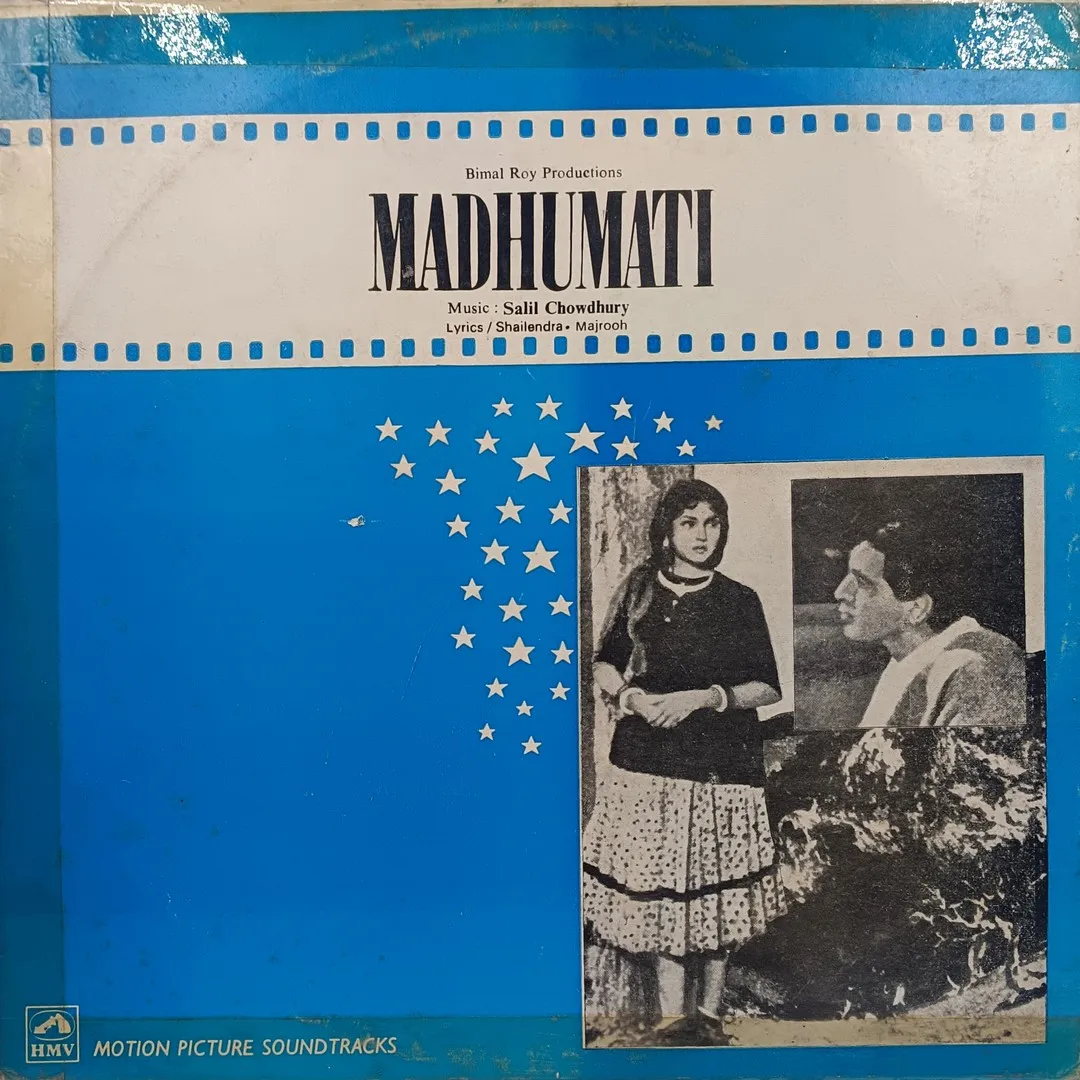 Bimal Roy Productions
MADHUMATI
Music : Salil Chowdhury
Lyrics / Shailendra • Majrooh
HMV
MOTION PICTURE SOUNDTRACKS